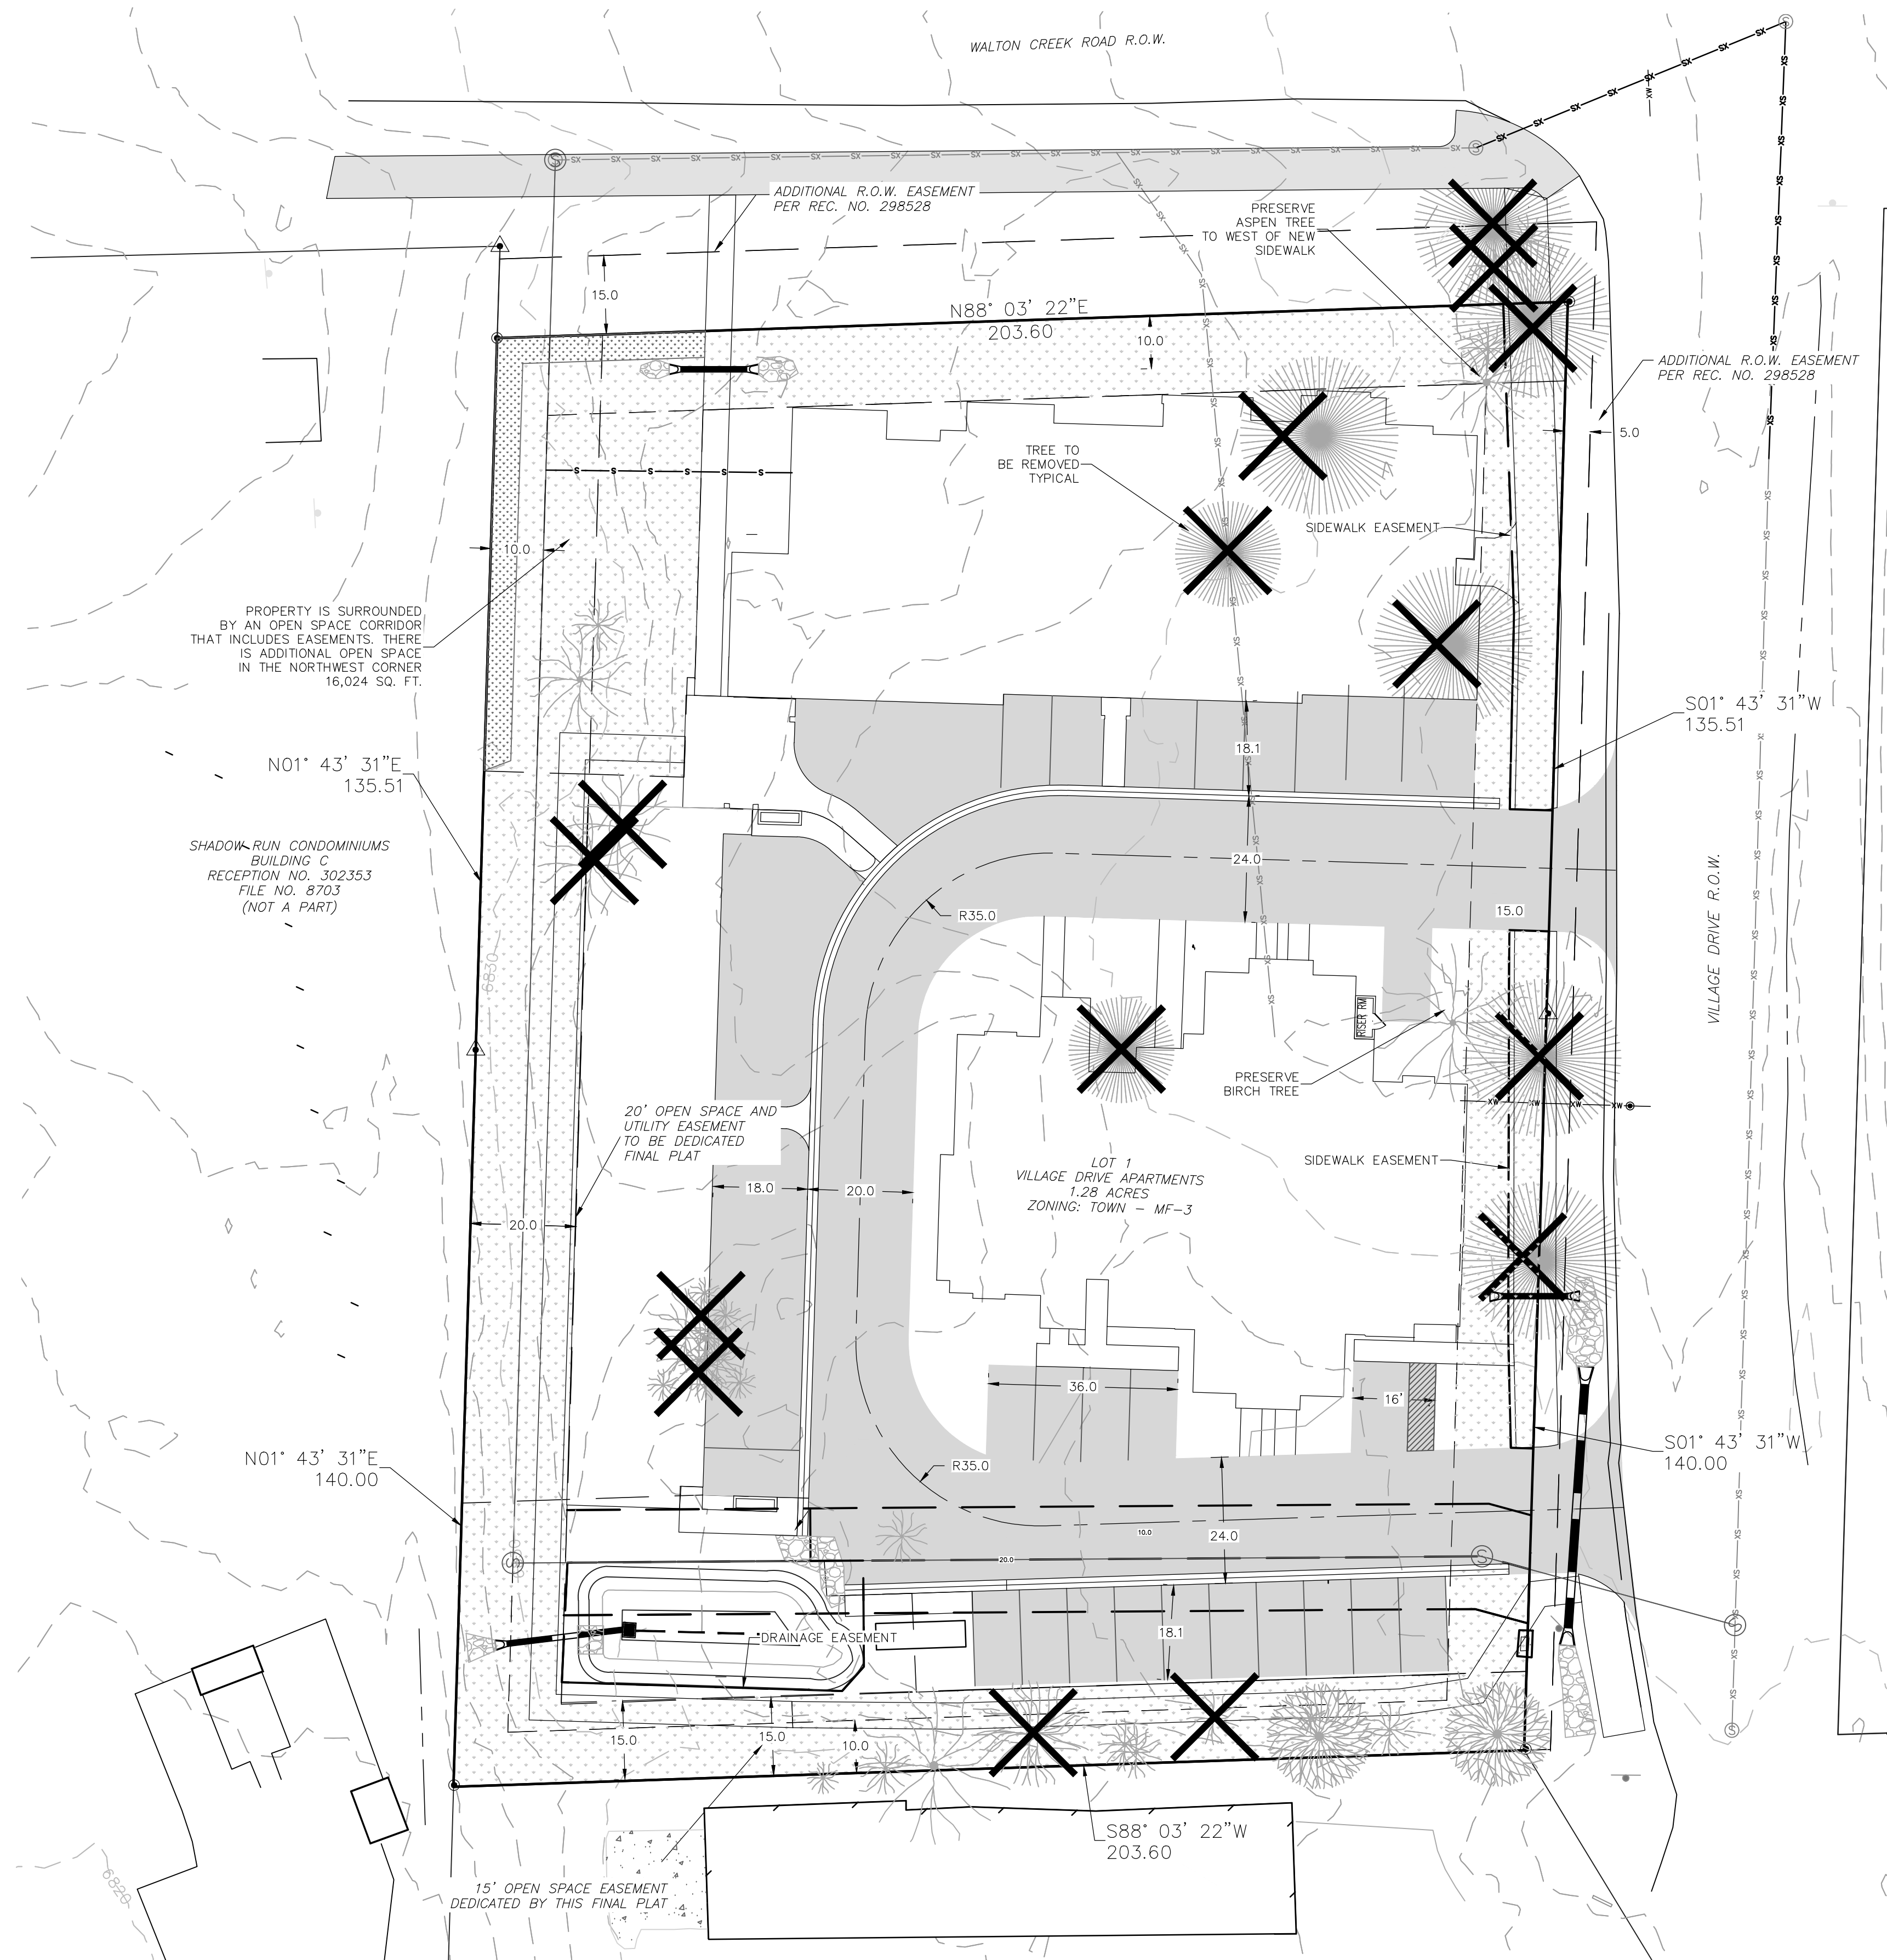 WALTON CREEK ROAD R.O.W.
ADDITIONAL R.O.W. EASEMENT
PER REC. NO. 298528
PRESERVE
ASPEN TREE
TO WEST OF NEW
SIDEWALK
15.0
N88° 03' 22"E
203.60
10.0
ADDITIONAL R.O.W. EASEMENT
PER REC. NO. 298528
5.0
TREE TO
BE REMOVED
TYPICAL
SIDEWALK EASEMENT
10.0
PROPERTY IS SURROUNDED
BY AN OPEN SPACE CORRIDOR
THAT INCLUDES EASEMENTS. THERE
IS ADDITIONAL OPEN SPACE
IN THE NORTHWEST CORNER
16,024 SQ. FT.
S01° 43' 31"W
135.51
18.1
N01° 43' 31"E
135.51
SHADOW RUN CONDOMINIUMS
BUILDING C
RECEPTION NO. 302353
FILE NO. 8703
(NOT A PART)
24.0
R35.0
15.0
VILLAGE DRIVE R.O.W.
6830
RISER RM
PRESERVE
BIRCH TREE
20' OPEN SPACE AND
UTILITY EASEMENT
TO BE DEDICATED
FINAL PLAT
LOT 1
VILLAGE DRIVE APARTMENTS
1.28 ACRES
ZONING: TOWN - MF-3
SIDEWALK EASEMENT
18.0
20.0
20.0
36.0
16'
N01° 43' 31"E
140.00
R35.0
S01° 43' 31"W
140.00
10.0
24.0
20.0
DRAINAGE EASEMENT
18.1
15.0
15.0
10.0
S88° 03' 22"W
203.60
15' OPEN SPACE EASEMENT
DEDICATED BY THIS FINAL PLAT
6820